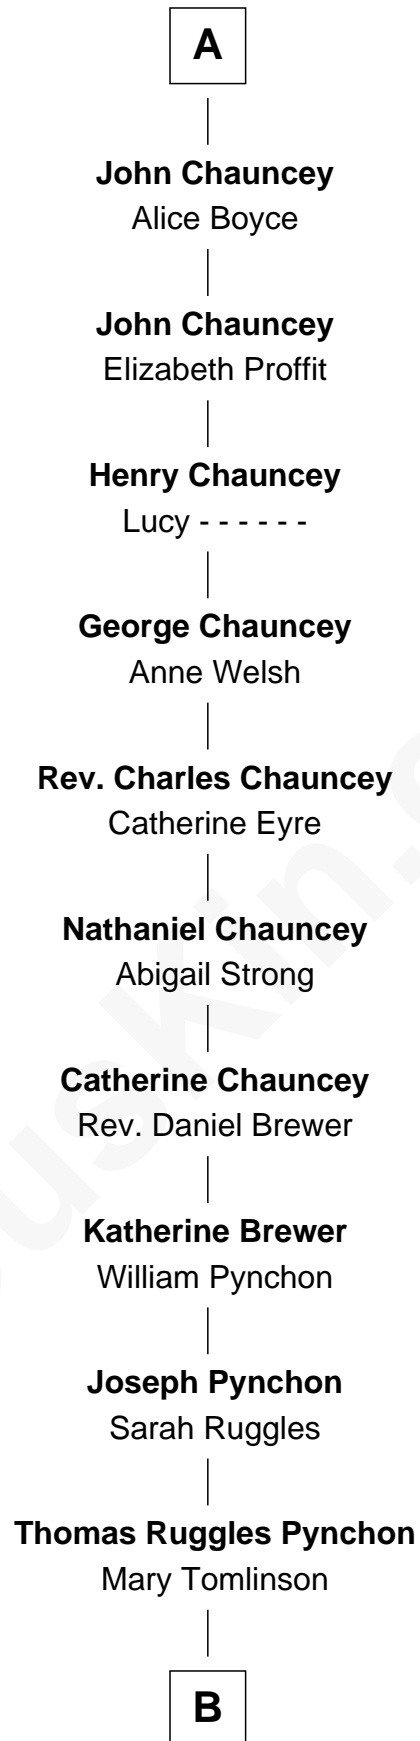 A
John Chauncey
Alice Boyce
John Chauncey
Elizabeth Proffit
Henry Chauncey
Lucy - - - - - -
George Chauncey
Anne Welsh
Rev. Charles Chauncey
Catherine Eyre
Nathaniel Chauncey
Abigail Strong
Catherine Chauncey
Rev. Daniel Brewer
Katherine Brewer
William Pynchon
Joseph Pynchon
Sarah Ruggles
Thomas Ruggles Pynchon
Mary Tomlinson
B